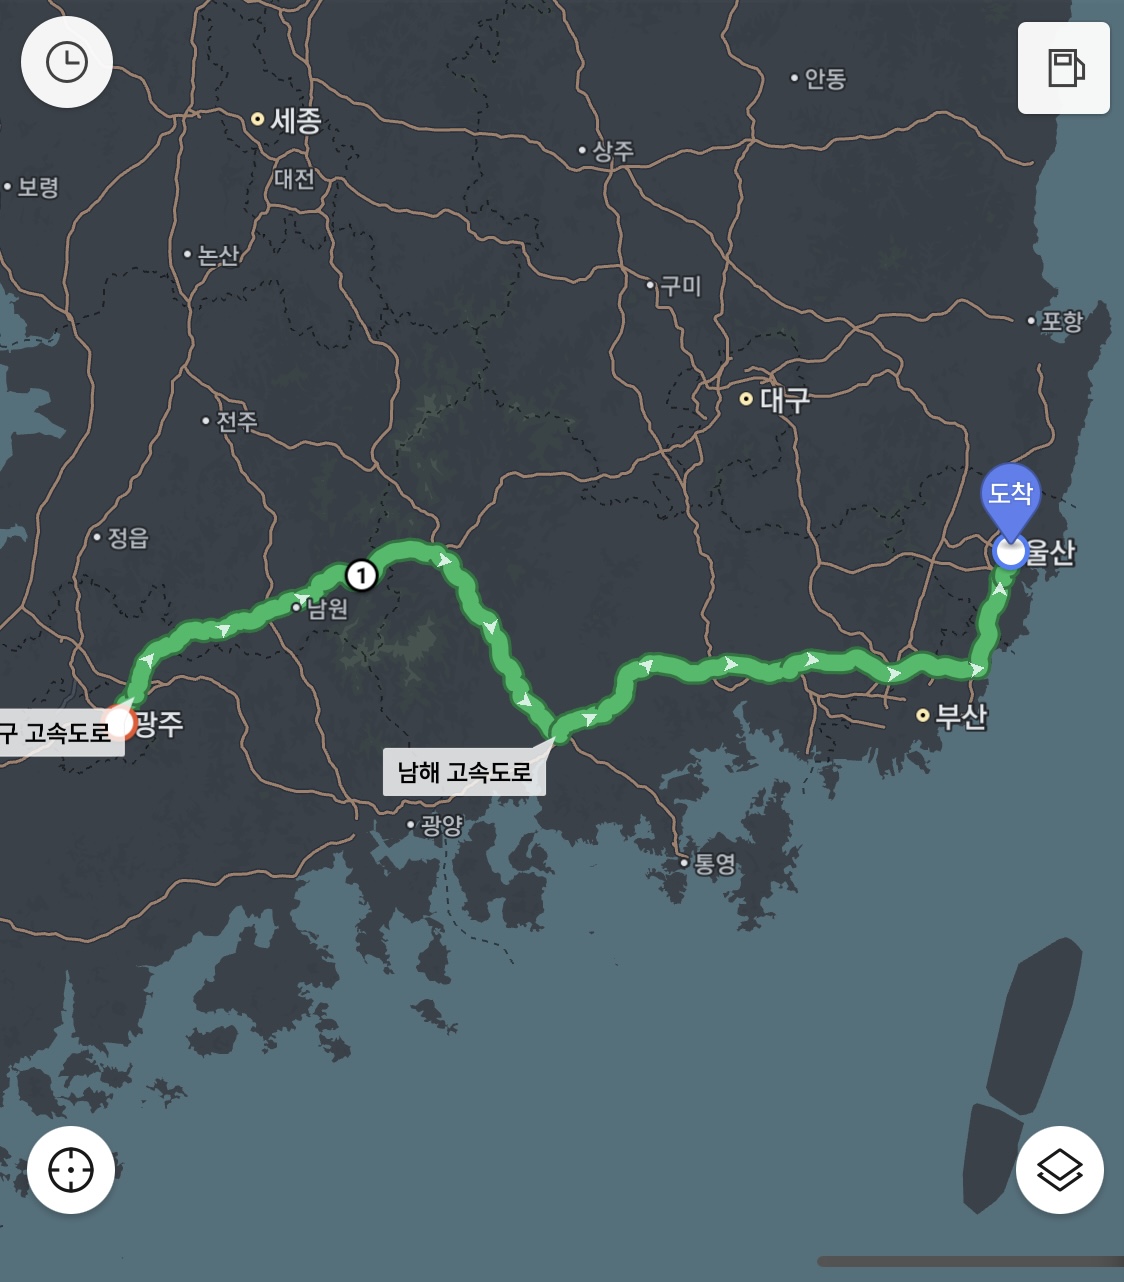 안동
세종
상주
대전
보령
논산
구미
포항
대구
전주
도착
정읍
울산
1
남원
부산
광주
구 고속도로
남해 고속도로
광양
통영